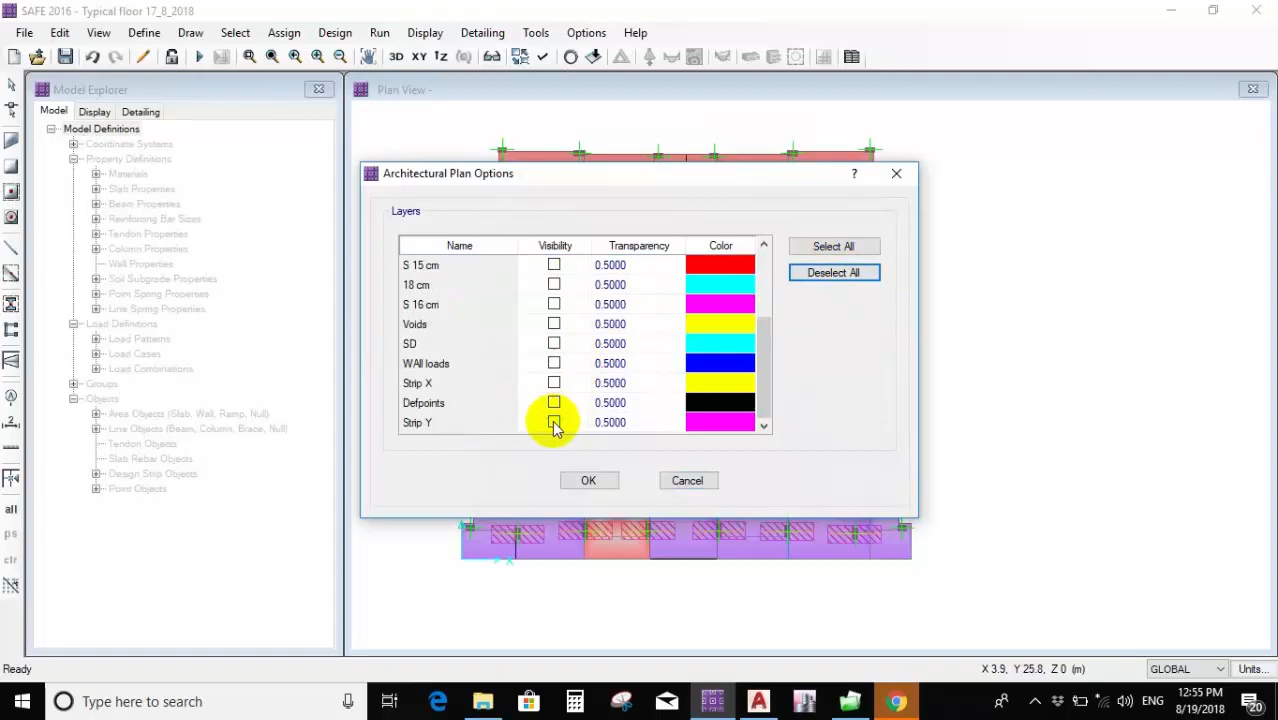 SAFE 2016 - Typical floor 17_8_2018
File Edit View Define Draw Select Assign Design Run Display Detailing Tools Options Help
3D XY
Model Explorer
Model Display Detailing
Model Definitions
Coordinate Systems
Property Definitions
Materials
Slab Properties
Beam Properties
Reinforcing Bar Sizes
Tendon Properties
Column Properties
Wall Properties
Soil Subgrade Properties
Point Spring Properties
Line Spring Properties
Load Definitions
Load Patterns
Load Cases
Load Combinations
Groups
Objects
Area Objects (Slab, Wall, Ramp, Null)
Line Objects (Beam, Column, Brace, Null)
Tendon Objects
Slab Rebar Objects
Design Strip Objects
Point Objects
all
ps
clr
Plan View -
Architectural Plan Options
?
Layers
Name Visibility Transparency Color
S 15 cm 0.5000
18 cm 0.5000
S 16 cm 0.5000
Voids 0.5000
SD 0.5000
WAll loads 0.5000
Strip X 0.5000
Defpoints 0.5000
Strip Y 0.5000
Select All
Deselect All
OK Cancel
X
Ready
X 3.9, Y 25.8, Z 0 (m)
GLOBAL
Units...
Type here to search
ENG
12:55 PM
8/19/2018
20